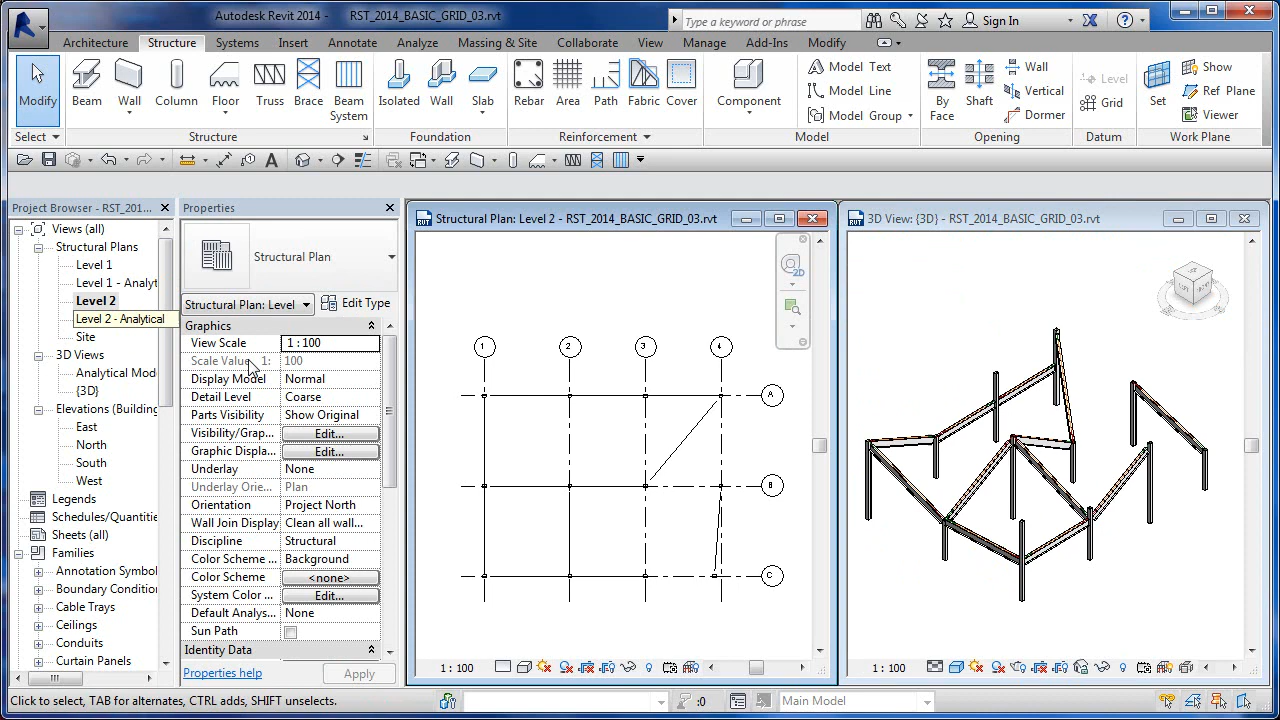 Autodesk Revit 2014 -    RST_2014_BASIC_GRID_03.rvt
Type a keyword or phrase
Sign In
Architecture Structure Systems Insert Annotate Analyze Massing & Site Collaborate View Manage Add-Ins Modify
Modify Beam Wall Column Floor Truss Brace Beam System Isolated Wall Slab Rebar Area Path Fabric Cover Component
Model Text
Model Line
Model Group
By Face Shaft
Wall
Vertical
Dormer
Level
Grid
Set
Show
Ref Plane
Viewer
Select Structure Foundation Reinforcement Model Opening Datum Work Plane
Project Browser - RST_201...
Views (all)
Structural Plans
Level 1
Level 1 - Analyt
Level 2
Level 2 - Analytical
Site
3D Views
Analytical Mod
{3D}
Elevations (Building
East
North
South
West
Legends
Schedules/Quantitie
Sheets (all)
Families
Annotation Symbol
Boundary Condition
Cable Trays
Ceilings
Conduits
Curtain Panels
Properties
Structural Plan
Structural Plan: Level
Edit Type
Graphics
View Scale 1 : 100
Scale Value 1: 100
Display Model Normal
Detail Level Coarse
Parts Visibility Show Original
Visibility/Grap... Edit...
Graphic Displa... Edit...
Underlay None
Underlay Orie... Plan
Orientation Project North
Wall Join Display Clean all wall...
Discipline Structural
Color Scheme ... Background
Color Scheme <none>
System Color ... Edit...
Default Analys... None
Sun Path
Identity Data
Properties help
Apply
Structural Plan: Level 2 - RST_2014_BASIC_GRID_03.rvt
2D
1 2 3 4
A
B
C
1 : 100
3D View: {3D} - RST_2014_BASIC_GRID_03.rvt
1 : 100
Click to select, TAB for alternates, CTRL adds, SHIFT unselects.
:0
Main Model